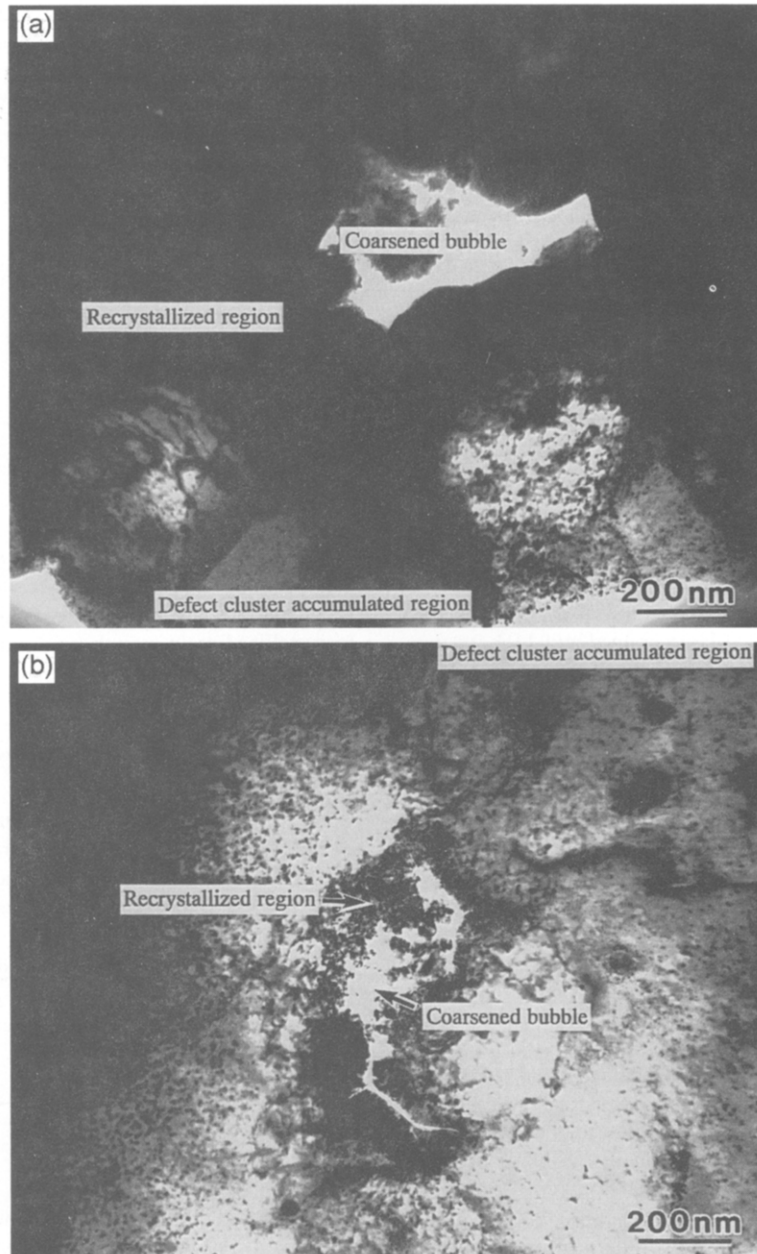 (a)
Coarsened bubble
Recrystallized region
Defect cluster accumulated region
200nm
(b)
Defect cluster accumulated region
Recrystallized region
Coarsened bubble
200nm